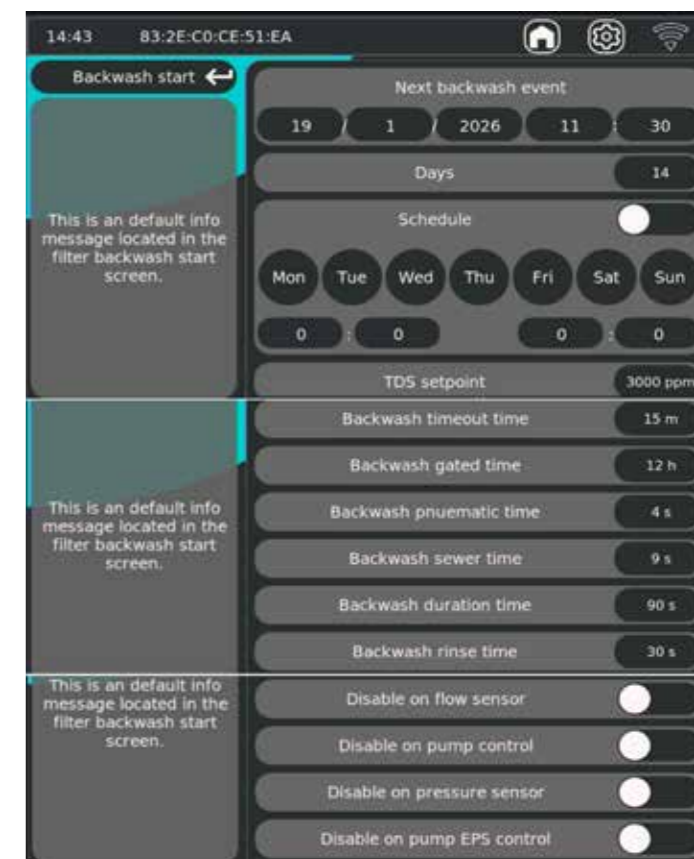 14:43 83:2E:C0:CE:51:EA
Backwash start
This is an default info
message located in the
filter backwash start
screen.
Next backwash event
19 / 1 / 2026 11 : 30
Days 14
Schedule
Mon Tue Wed Thu Fri Sat Sun
0 : 0 0 : 0
TDS setpoint 3000 ppm
This is an default info
message located in the
filter backwash start
screen.
Backwash timeout time 15 m
Backwash gated time 12 h
Backwash pnuematic time 4 s
Backwash sewer time 9 s
Backwash duration time 90 s
Backwash rinse time 30 s
This is an default info
message located in the
filter backwash start
screen.
Disable on flow sensor
Disable on pump control
Disable on pressure sensor
Disable on pump EPS control